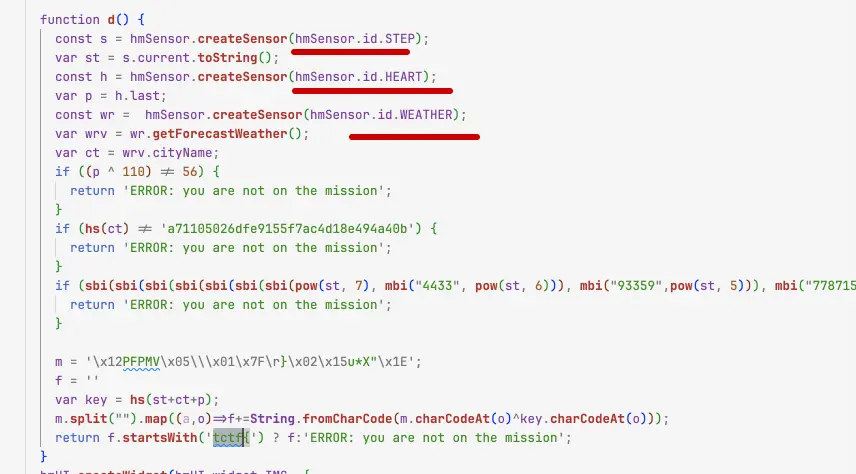 function d() {
const s = hmSensor.createSensor(hmSensor.id.STEP);
var st = s.current.toString();
const h = hmSensor.createSensor(hmSensor.id.HEART);
var p = h.last;
const wr =  hmSensor.createSensor(hmSensor.id.WEATHER);
var wrv = wr.getForecastWeather();
var ct = wrv.cityName;
if ((p ^ 110) != 56) {
return 'ERROR: you are not on the mission';
}
if (hs(ct) != 'a71105026dfe9155f7ac4d18e494a40b') {
return 'ERROR: you are not on the mission';
}
if (sbi(sbi(sbi(sbi(sbi(sbi(sbi(pow(st, 7), mbi("4433", pow(st, 6))), mbi("93359",pow(st, 5))), mbi("778715
return 'ERROR: you are not on the mission';
}
m = '\x12PFPMV\x05\\\x01\x7F\r}\x02\x15u*X"\x1E';
f = ''
var key = hs(st+ct+p);
m.split("").map((a,o)=>f+=String.fromCharCode(m.charCodeAt(o)^key.charCodeAt(o)));
return f.startsWith('tctf{') ? f:'ERROR: you are not on the mission';
}